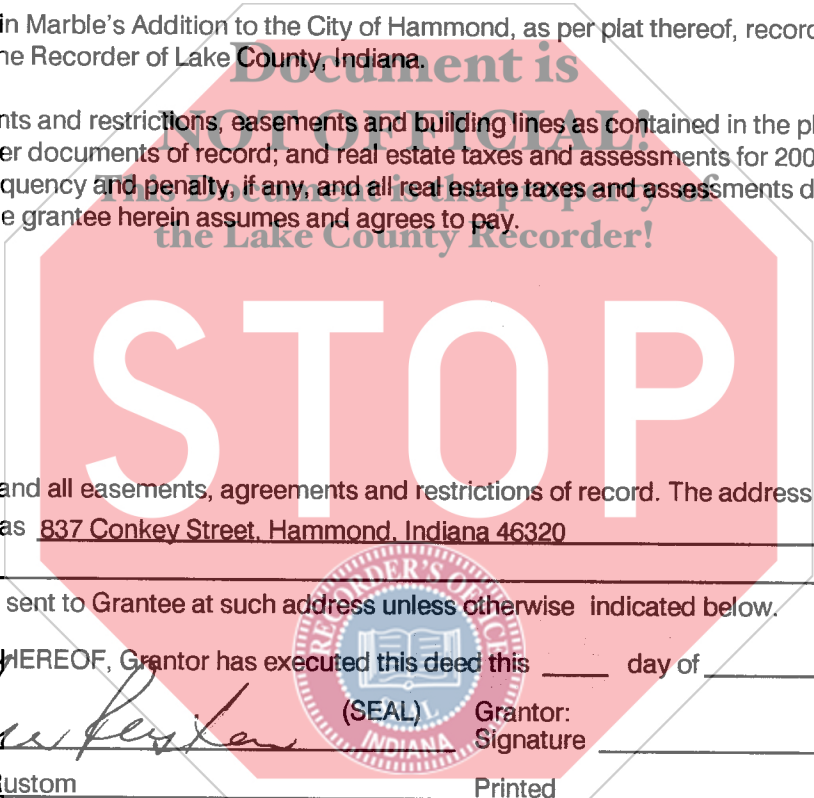 in Marble's Addition to the City of Hammond, as per plat thereof, record
ne Recorder of Lake County, Indiana.
Document is
NOT OFFICIAL!
nts and restrictions, easements and building lines as contained in the pl
er documents of record; and real estate taxes and assessments for 200
quency and penalty, if any, and all real estate taxes and assessments d
This Document is the property of
e grantee herein assumes and agrees to pay.
the Lake County Recorder!
STOP
and all easements, agreements and restrictions of record. The address
as 837 Conkey Street, Hammond, Indiana 46320
sent to Grantee at such address unless otherwise indicated below.
HEREOF, Grantor has executed this deed this ____ day of
(SEAL) Grantor:
Signature
ustom Printed
RECORDER'S OFFICE
SEAL
INDIANA